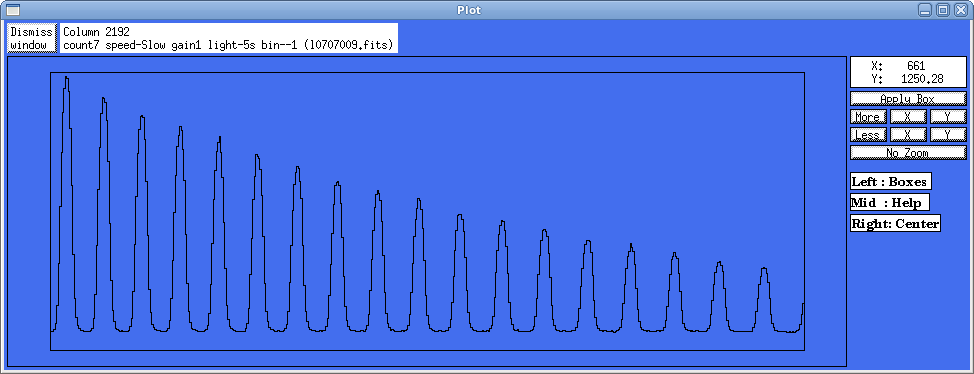 Plot
Dismiss window
Column 2192
count7 speed-Slow gain1 light-5s bin--1 (l0707009.fits)
X: 661
Y: 1250.28
Apply Box
More X Y
Less X Y
No Zoom
Left : Boxes
Mid : Help
Right: Center